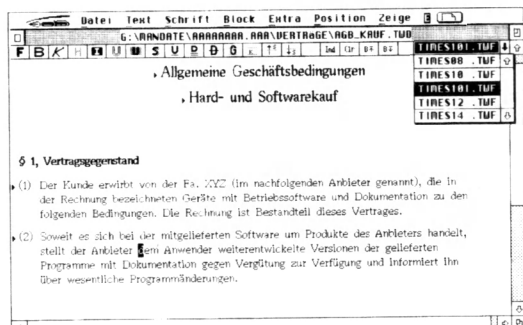 Datei Text Schrift Block Extra Position Zeige
G:\MANDATE\AAAAAAAA.AAA\VERTRaGE\AGB_KAUF.TWD
F B K H U S U D
Ind
TIMES101.TWF
TIMES08 .TWF
TIMES10 .TWF
TIMES101.TWF
TIMES12 .TWF
TIMES14 .TWF
Allgemeine Geschäftsbedingungen
Hard- und Softwarekauf
§ 1, Vertragsgegenstand
(1) Der Kunde erwirbt von der Fa. XYZ (im nachfolgenden Anbieter genannt), die in
der Rechnung bezeichneten Geräte mit Betriebssoftware und Dokumentation zu den
folgenden Bedingungen. Die Rechnung ist Bestandteil dieses Vertrages.
(2) Soweit es sich bei der mitgelieferten Software um Produkte des Anbieters handelt,
stellt der Anbieter dem Anwender weiterentwickelte Versionen der gelieferten
Programme mit Dokumentation gegen Vergütung zur Verfügung und informiert ihn
über wesentliche Programmänderungen.